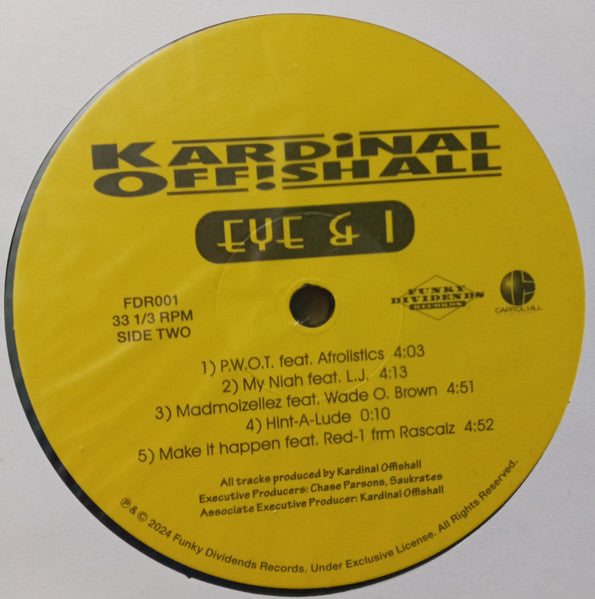 KARDiNAL
OFF!SHALL
EYE & I
FDR001
33 1/3 RPM
SIDE TWO
FUNKY
DIVIDENDS
RECORDS
CAPITOL HILL
1) P.W.O.T. feat. Afrolistics 4:03
2) My Niah feat. L.J. 4:13
3) Madmoizellez feat. Wade O. Brown 4:51
4) Hint-A-Lude 0:10
5) Make it happen feat. Red-1 frm Rascalz 4:52
All tracks produced by Kardinal Offishall
Executive Producers: Chase Parsons, Saukrates
Associate Executive Producer: Kardinal Offishall
℗ & © 2024 Funky Dividends Records. Under Exclusive License. All Rights Reserved.